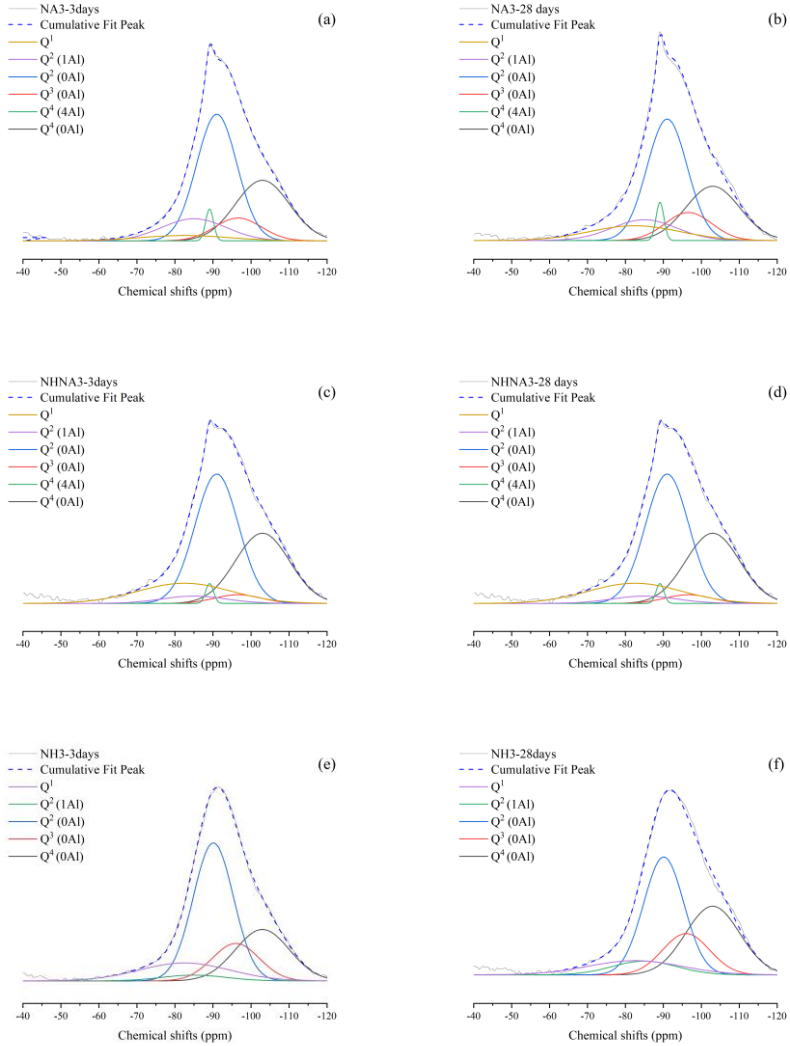 NA3-3days
(a)
Cumulative Fit Peak
Q¹
Q² (1Al)
Q² (0Al)
Q³ (0Al)
Q⁴ (4Al)
Q⁴ (0Al)
-40 -50 -60 -70 -80 -90 -100 -110 -120
Chemical shifts (ppm)
NA3-28 days
(b)
Cumulative Fit Peak
Q¹
Q² (1Al)
Q² (0Al)
Q³ (0Al)
Q⁴ (4Al)
Q⁴ (0Al)
-40 -50 -60 -70 -80 -90 -100 -110 -120
Chemical shifts (ppm)
NHNA3-3days
(c)
Cumulative Fit Peak
Q¹
Q² (1Al)
Q² (0Al)
Q³ (0Al)
Q⁴ (4Al)
Q⁴ (0Al)
-40 -50 -60 -70 -80 -90 -100 -110 -120
Chemical shifts (ppm)
NHNA3-28 days
(d)
Cumulative Fit Peak
Q¹
Q² (1Al)
Q² (0Al)
Q³ (0Al)
Q⁴ (4Al)
Q⁴ (0Al)
-40 -50 -60 -70 -80 -90 -100 -110 -120
Chemical shifts (ppm)
NH3-3days
(e)
Cumulative Fit Peak
Q¹
Q² (1Al)
Q² (0Al)
Q³ (0Al)
Q⁴ (0Al)
-40 -50 -60 -70 -80 -90 -100 -110 -120
Chemical shifts (ppm)
NH3-28days
(f)
Cumulative Fit Peak
Q¹
Q² (1Al)
Q² (0Al)
Q³ (0Al)
Q⁴ (0Al)
-40 -50 -60 -70 -80 -90 -100 -110 -120
Chemical shifts (ppm)